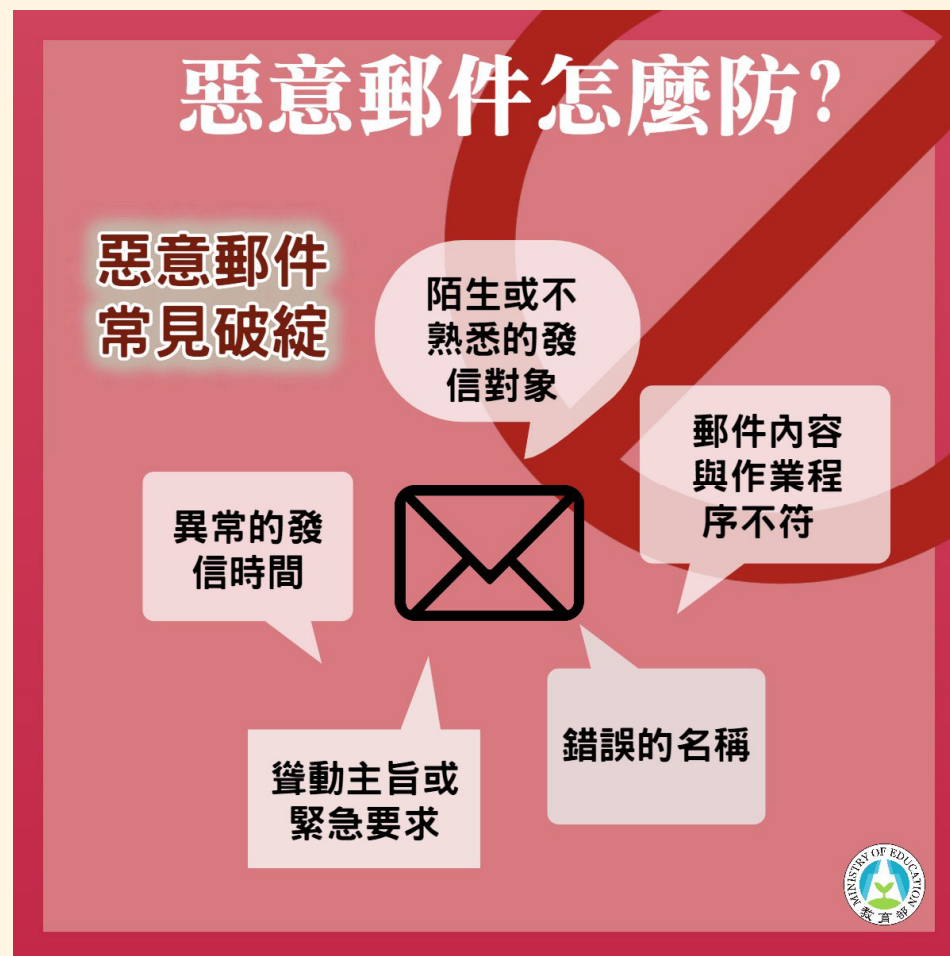 惡意郵件怎麼防?
惡意郵件
常見破綻
陌生或不
熟悉的發
信對象
郵件內容
與作業程
序不符
異常的發
信時間
錯誤的名稱
聳動主旨或
緊急要求
MINISTRY OF EDUCATION
教育部